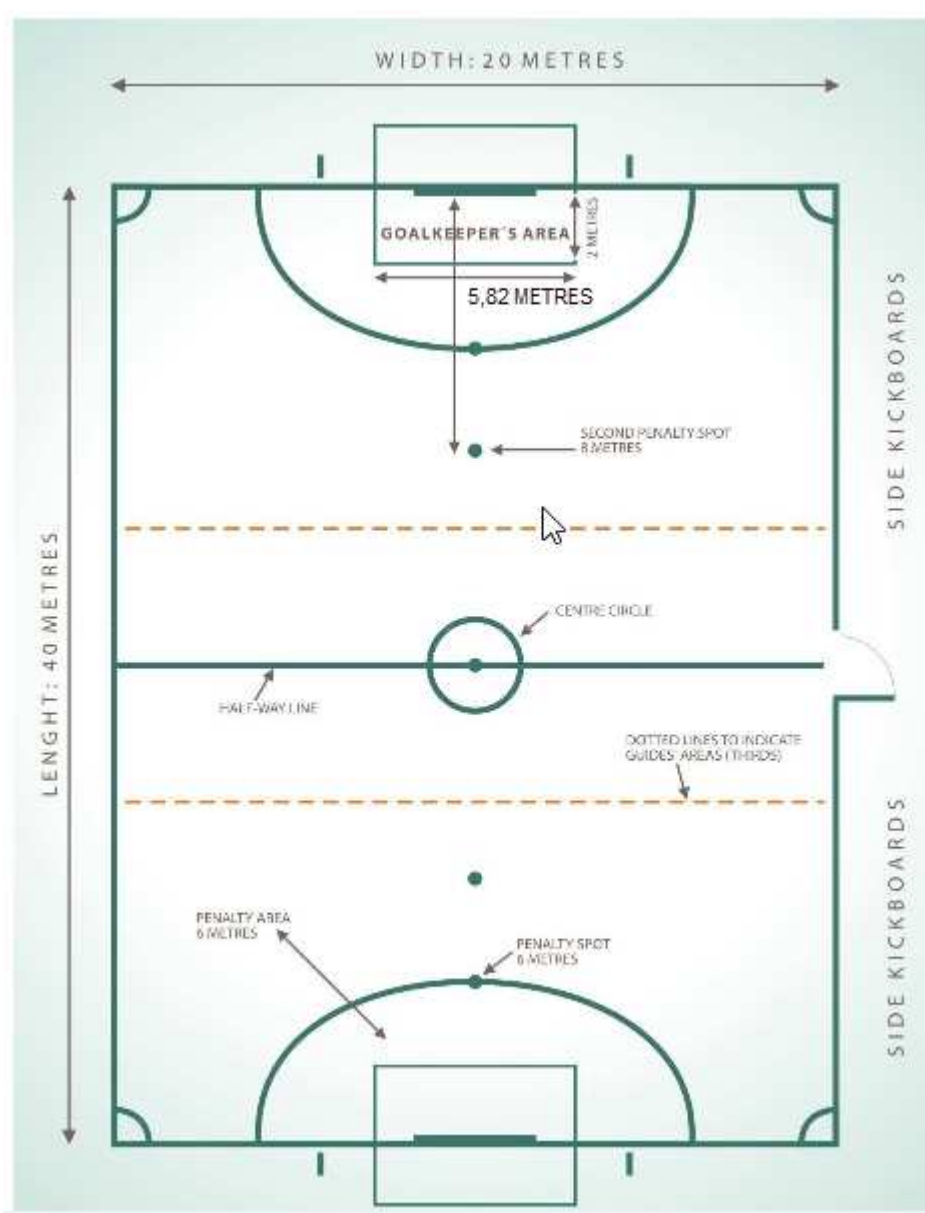 WIDTH: 20 METRES
GOALKEEPER´S AREA
2 METRES
5,82 METRES
SIDE KICKBOARDS
SECOND PENALTY SPOT
8 METRES
LENGHT: 40 METRES
CENTRE CIRCLE
HALF-WAY LINE
DOTTED LINES TO INDICATE
GUIDES´ AREAS (THIRDS)
SIDE KICKBOARDS
PENALTY AREA
6 METRES
PENALTY SPOT
6 METRES